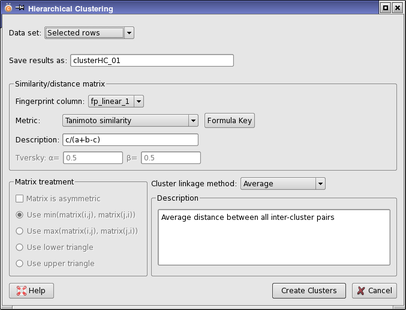 Hierarchical Clustering
Data set: Selected rows
Save results as: clusterHC_01
Similarity/distance matrix
Fingerprint column: fp_linear_1
Metric: Tanimoto similarity Formula Key
Description: c/(a+b-c)
Tversky: α= 0.5 β= 0.5
Matrix treatment
Matrix is asymmetric
Use min(matrix(i,j), matrix(j,i))
Use max(matrix(i,j), matrix(j,i))
Use lower triangle
Use upper triangle
Cluster linkage method: Average
Description
Average distance between all inter-cluster pairs
Help Create Clusters Cancel